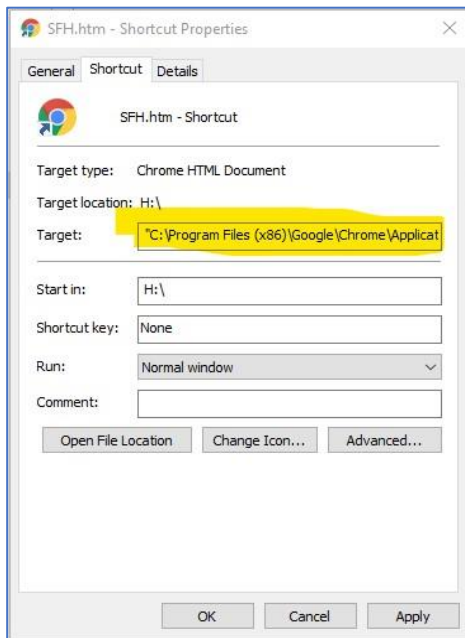 SFH.htm - Shortcut Properties
General Shortcut Details
SFH.htm - Shortcut
Target type: Chrome HTML Document
Target location: H:\
Target: "C:\Program Files (x86)\Google\Chrome\Applicat
Start in: H:\
Shortcut key: None
Run: Normal window
Comment:
Open File Location Change Icon... Advanced...
OK Cancel Apply